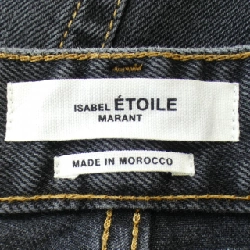 ISABEL ÉTOILE
MARANT
MADE IN MOROCCO